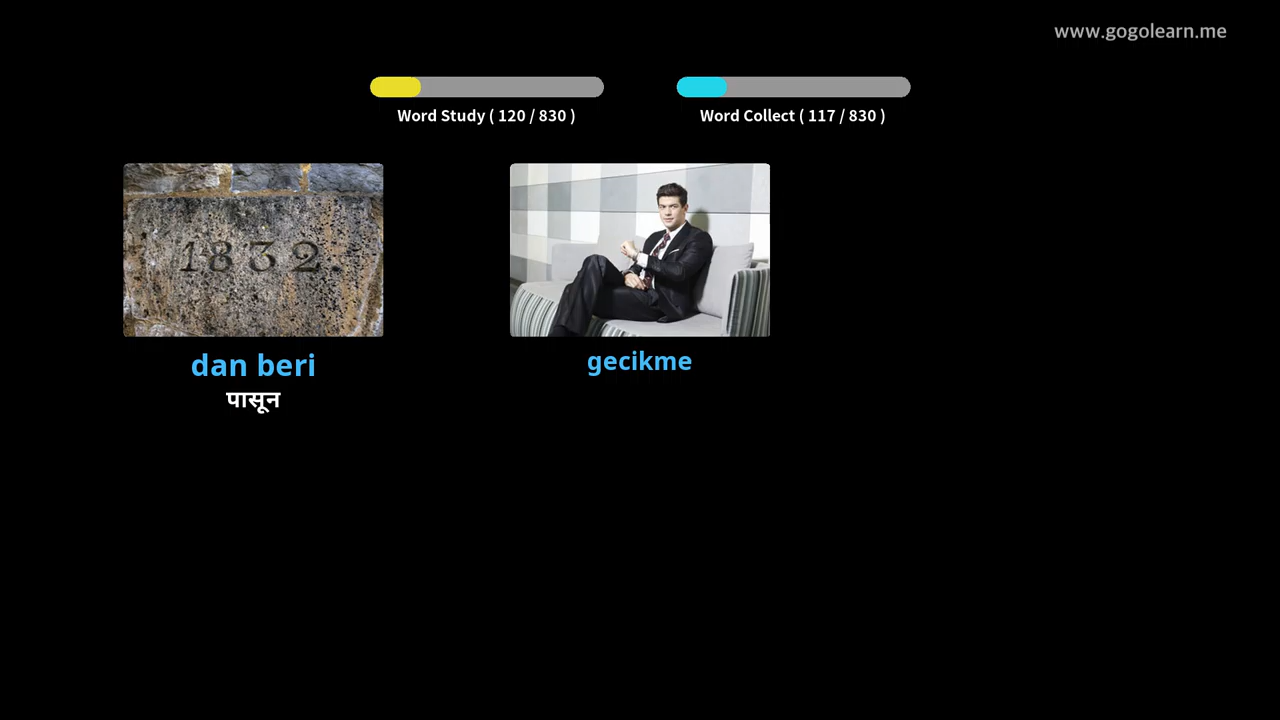 www.gogolearn.me
Word Study ( 120 / 830 )
Word Collect ( 117 / 830 )
1832.
dan beri
पासून
gecikme